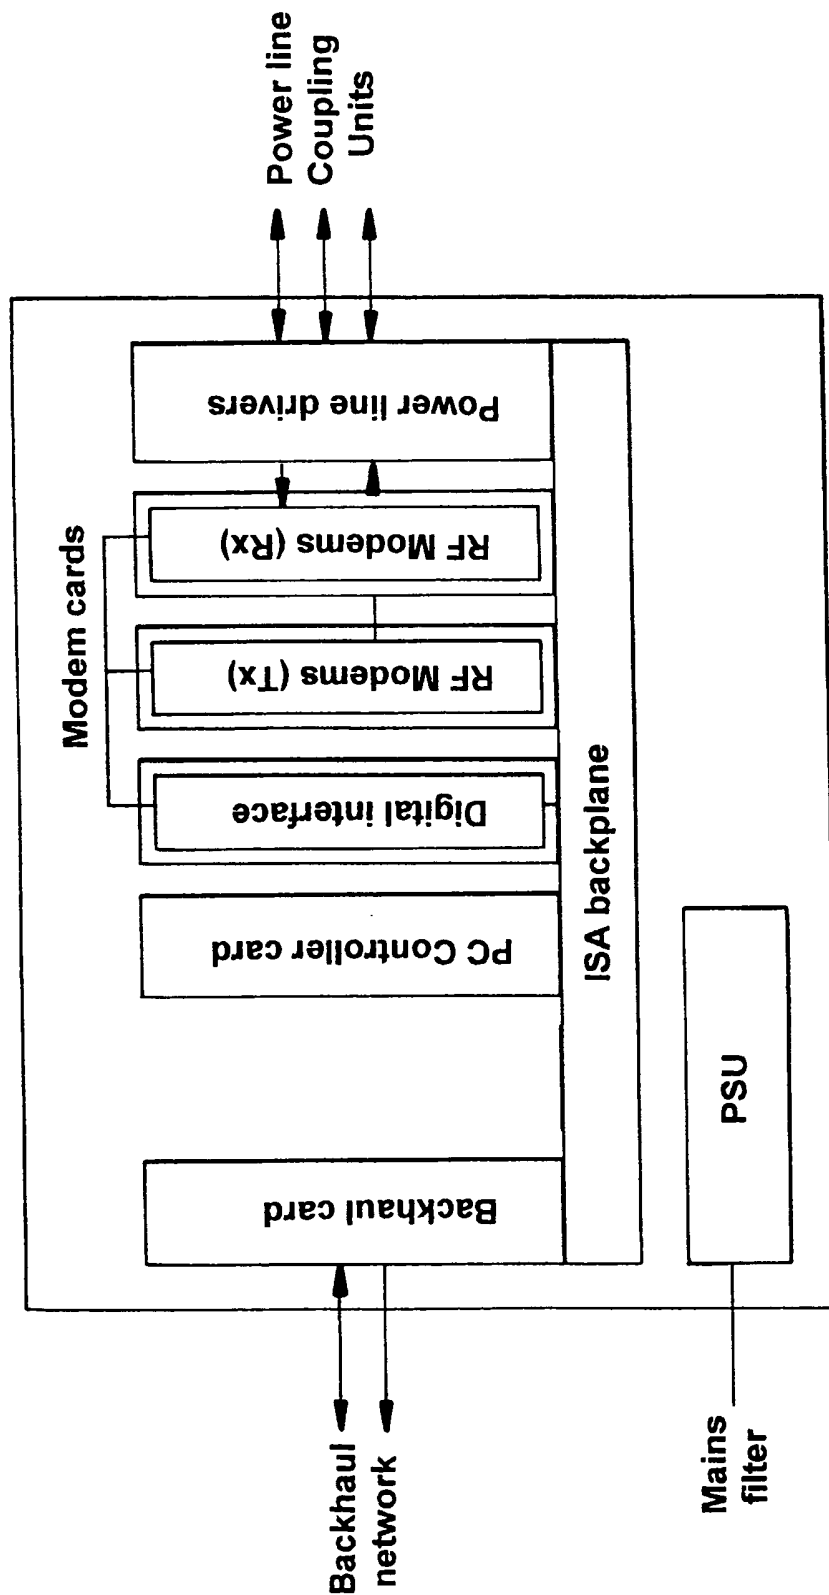 Modem cards
Backhaul
network
Backhaul card
PC Controller card
Digital interface
RF Modems (Tx)
RF Modems (Rx)
Power line drivers
Power line
Coupling
Units
ISA backplane
PSU
Mains
filter